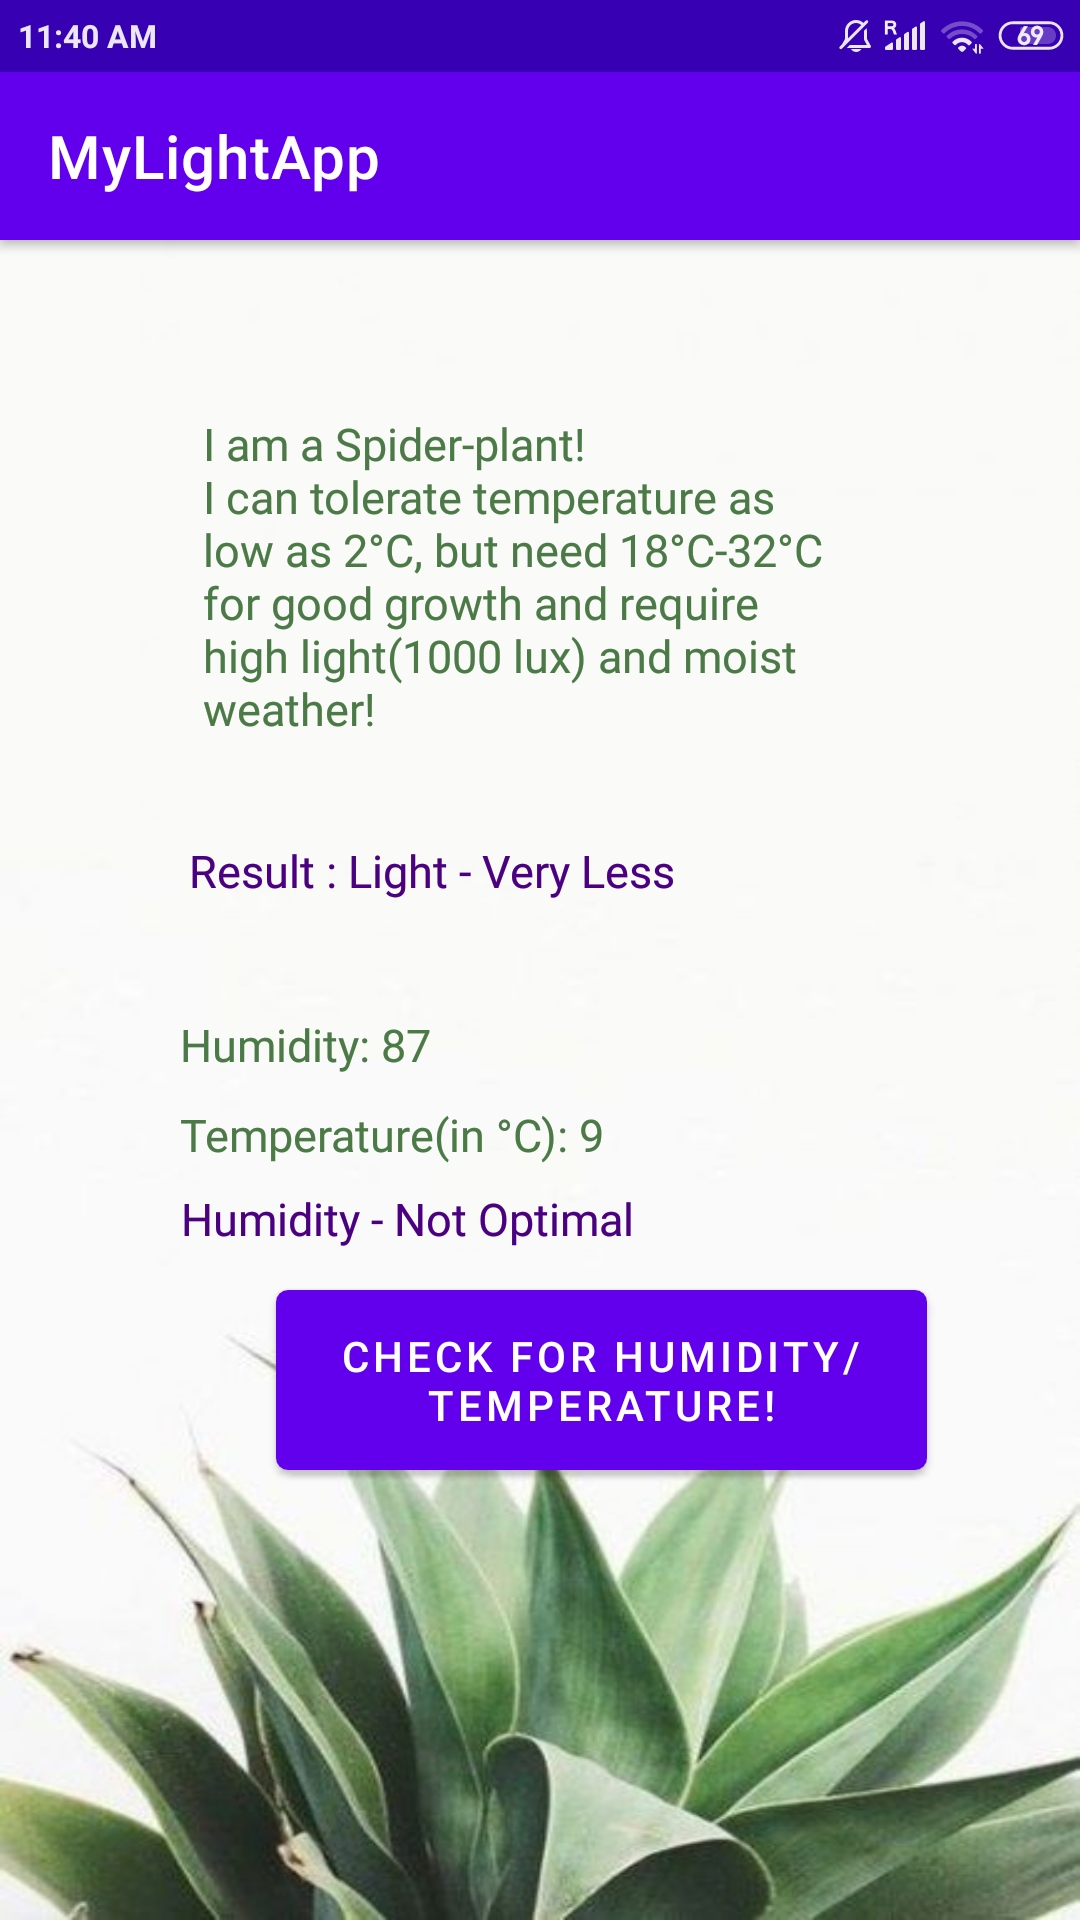 11:40 AM R 69
MyLightApp
I am a Spider-plant!
I can tolerate temperature as
low as 2°C, but need 18°C-32°C
for good growth and require
high light(1000 lux) and moist
weather!
Result : Light - Very Less
Humidity: 87
Temperature(in °C): 9
Humidity - Not Optimal
CHECK FOR HUMIDITY/
TEMPERATURE!